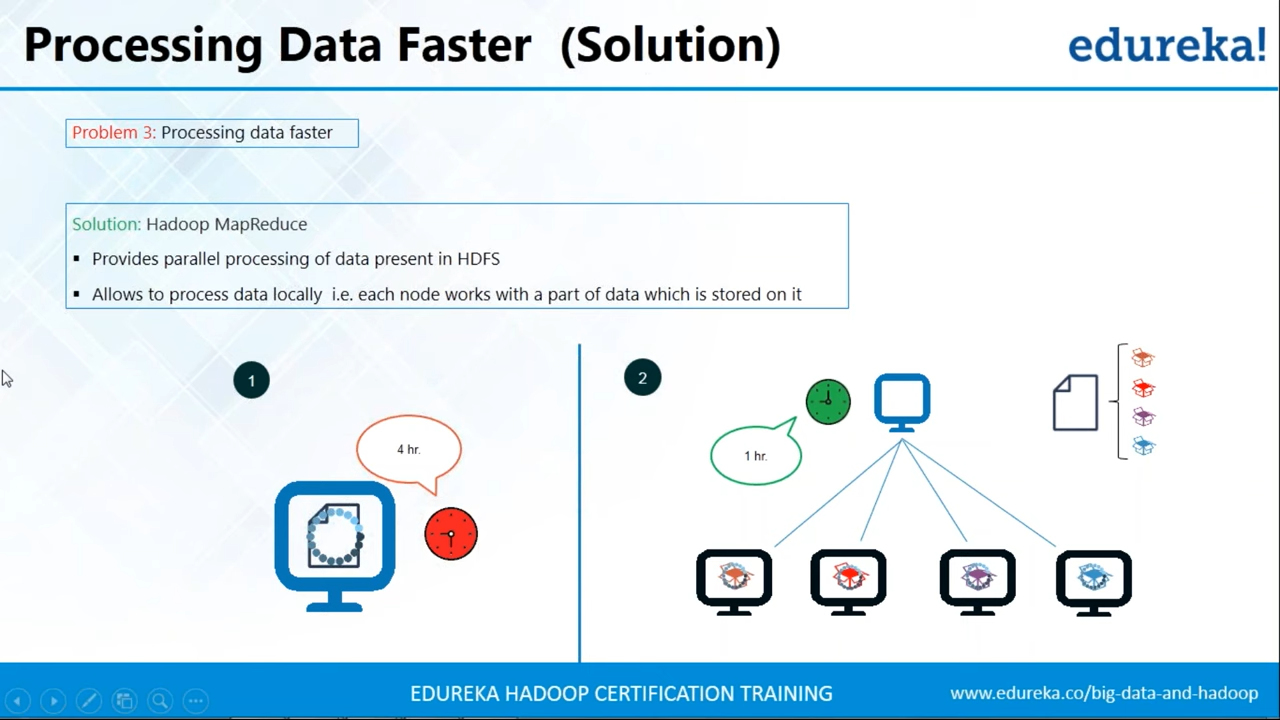 Processing Data Faster (Solution)
edureka!
Problem 3: Processing data faster
Solution: Hadoop MapReduce
▪ Provides parallel processing of data present in HDFS
▪ Allows to process data locally i.e. each node works with a part of data which is stored on it
1
4 hr.
2
1 hr.
EDUREKA HADOOP CERTIFICATION TRAINING
www.edureka.co/big-data-and-hadoop